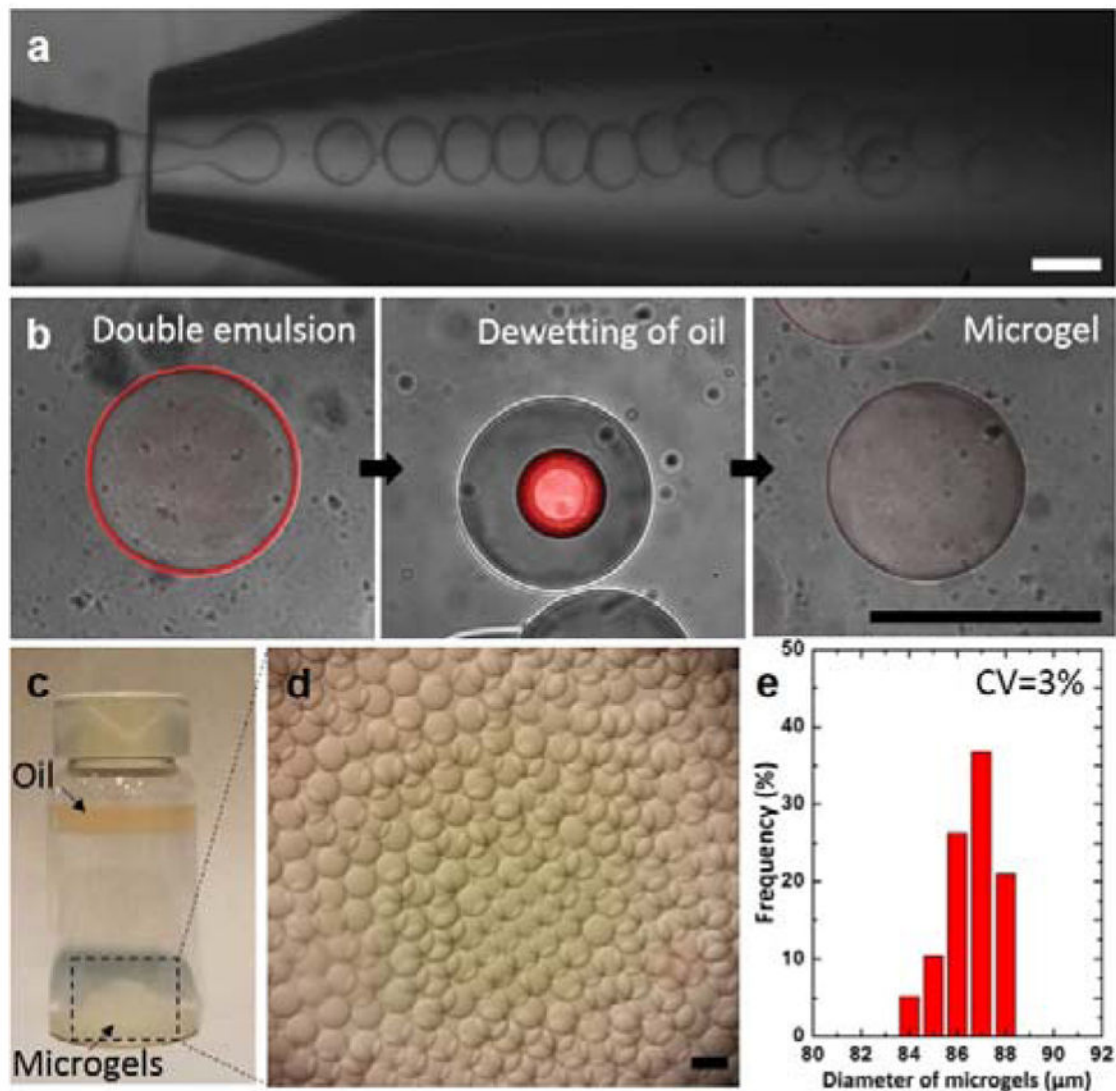 a
b
Double emulsion
Dewetting of oil
Microgel
c
Oil
Microgels
d
e
CV=3%
50
40
30
20
10
0
Frequency (%)
80 84 86 88 90 92
Diameter of microgels (μm)